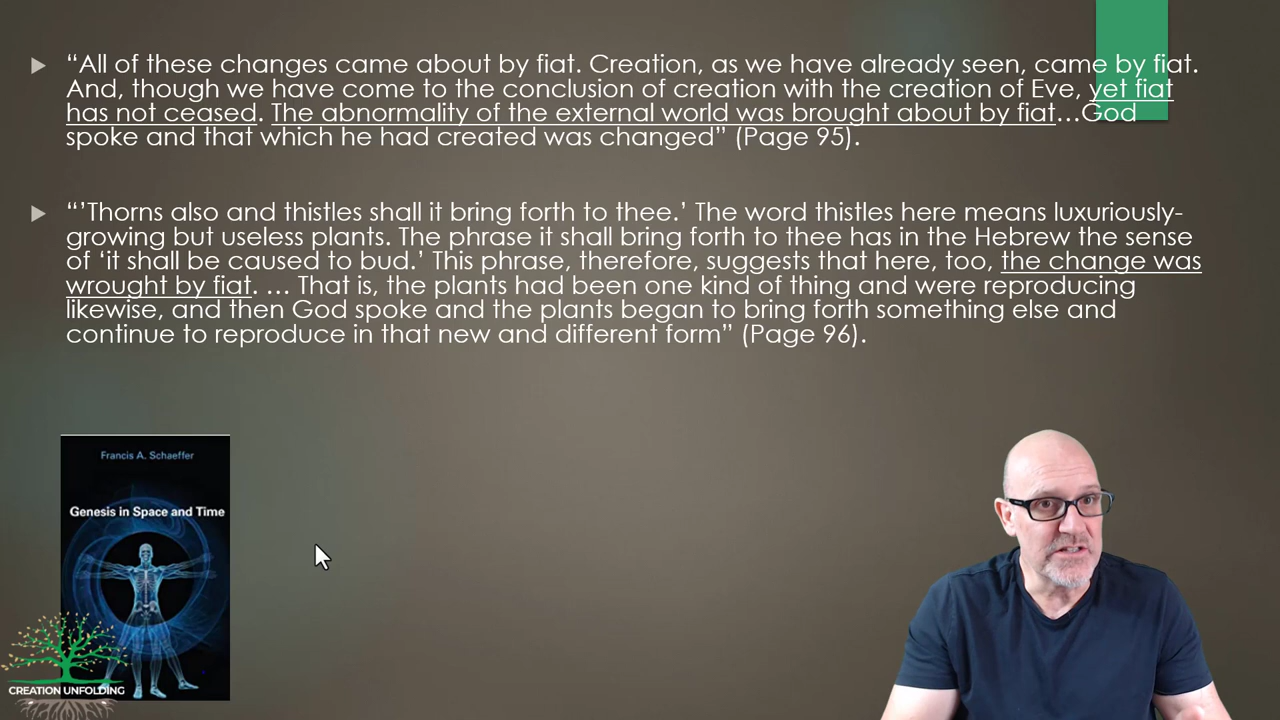 “All of these changes came about by fiat. Creation, as we have already seen, came by fiat.
And, though we have come to the conclusion of creation with the creation of Eve, yet fiat
has not ceased. The abnormality of the external world was brought about by fiat…God
spoke and that which he had created was changed” (Page 95).
“’Thorns also and thistles shall it bring forth to thee.’ The word thistles here means luxuriously-
growing but useless plants. The phrase it shall bring forth to thee has in the Hebrew the sense
of ‘it shall be caused to bud.’ This phrase, therefore, suggests that here, too, the change was
wrought by fiat. … That is, the plants had been one kind of thing and were reproducing
likewise, and then God spoke and the plants began to bring forth something else and
continue to reproduce in that new and different form” (Page 96).
Francis A. Schaeffer
Genesis in Space and Time
CREATION UNFOLDING